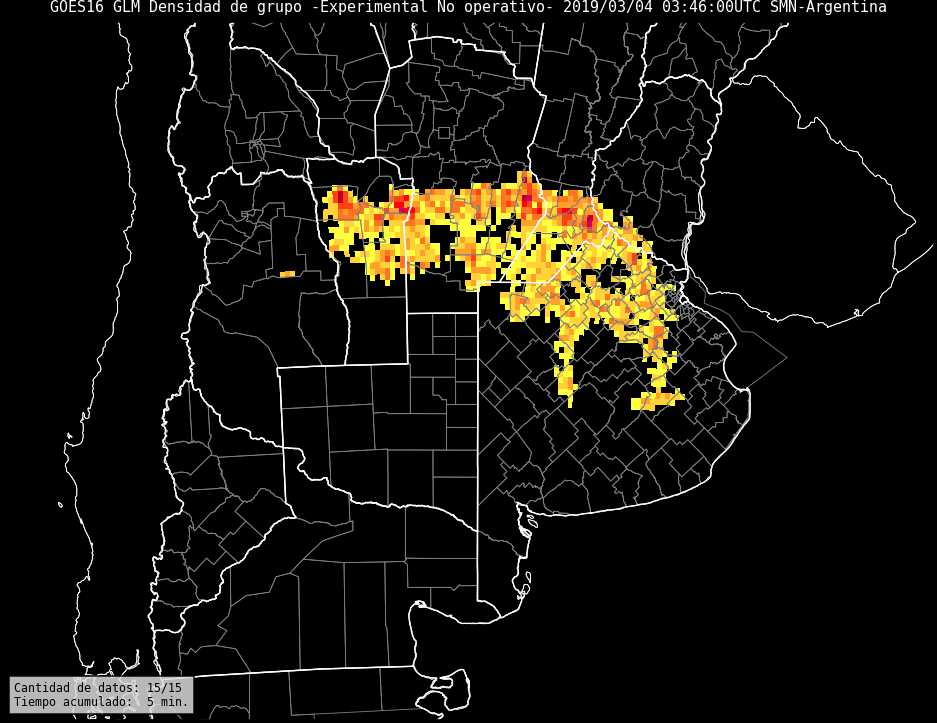 GOES16 GLM Densidad de grupo -Experimental No operativo- 2019/03/04 03:46:00UTC SMN-Argentina
Cantidad de datos: 15/15
Tiempo acumulado:  5 min.